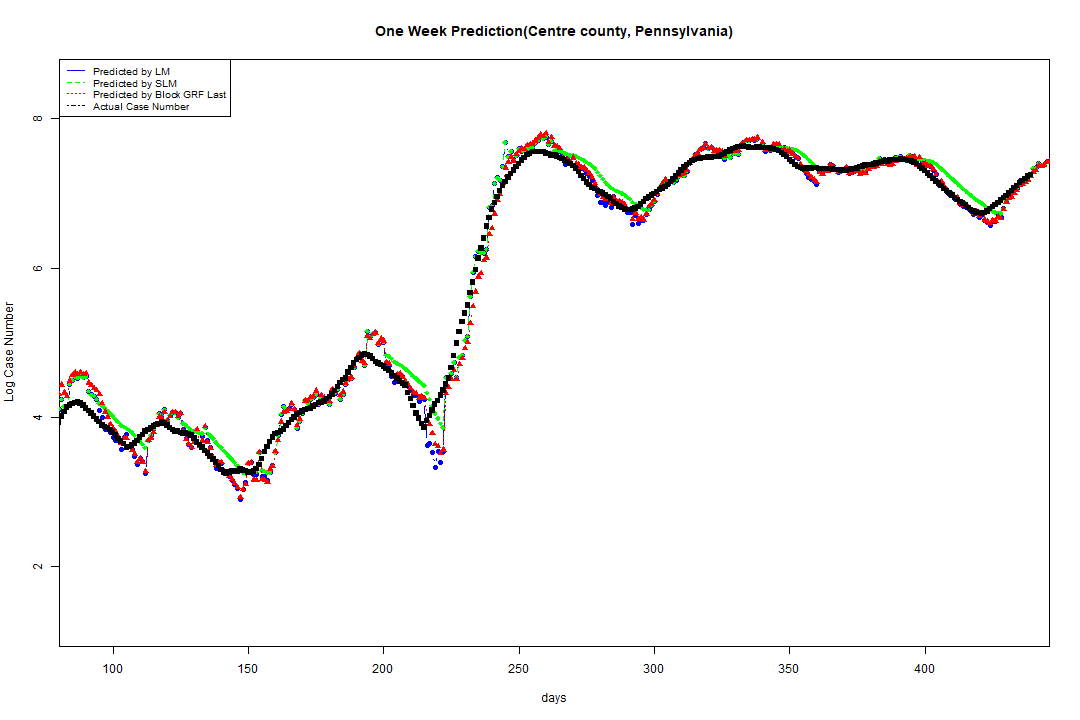 One Week Prediction(Centre county, Pennsylvania)
Predicted by LM
Predicted by SLM
Predicted by Block GRF Last
Actual Case Number
8
6
4
2
Log Case Number
100 150 200 250 300 350 400
days